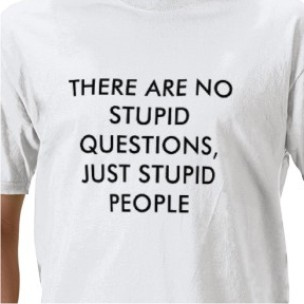 THERE ARE NO
STUPID
QUESTIONS,
JUST STUPID
PEOPLE